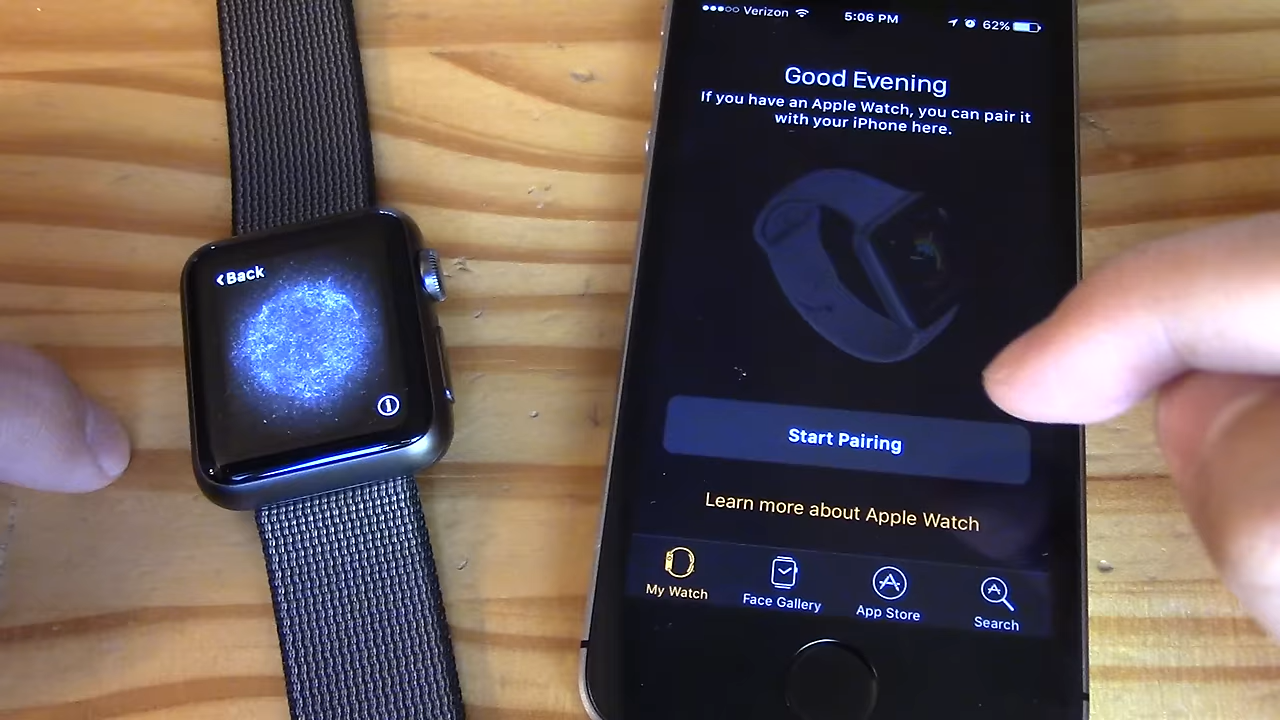 Verizon 5:06 PM 62%
Good Evening
If you have an Apple Watch, you can pair it
with your iPhone here.
<Back
Start Pairing
Learn more about Apple Watch
My Watch Face Gallery App Store Search